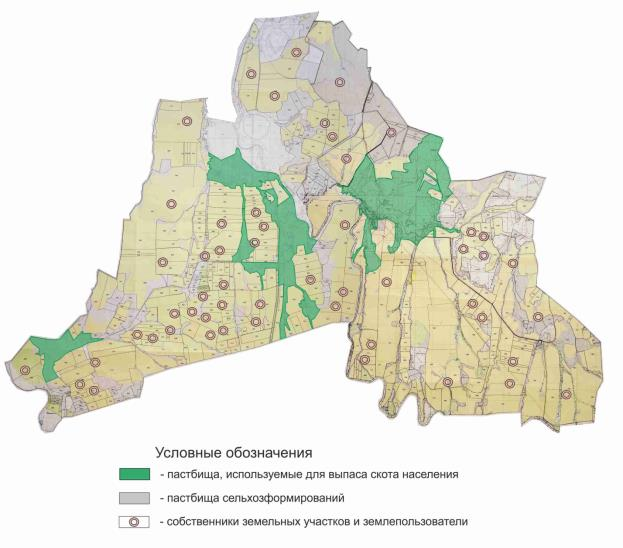 Условные обозначения
- пастбища, используемые для выпаса скота населения
- пастбища сельхозформирований
- собственники земельных участков и землепользователи